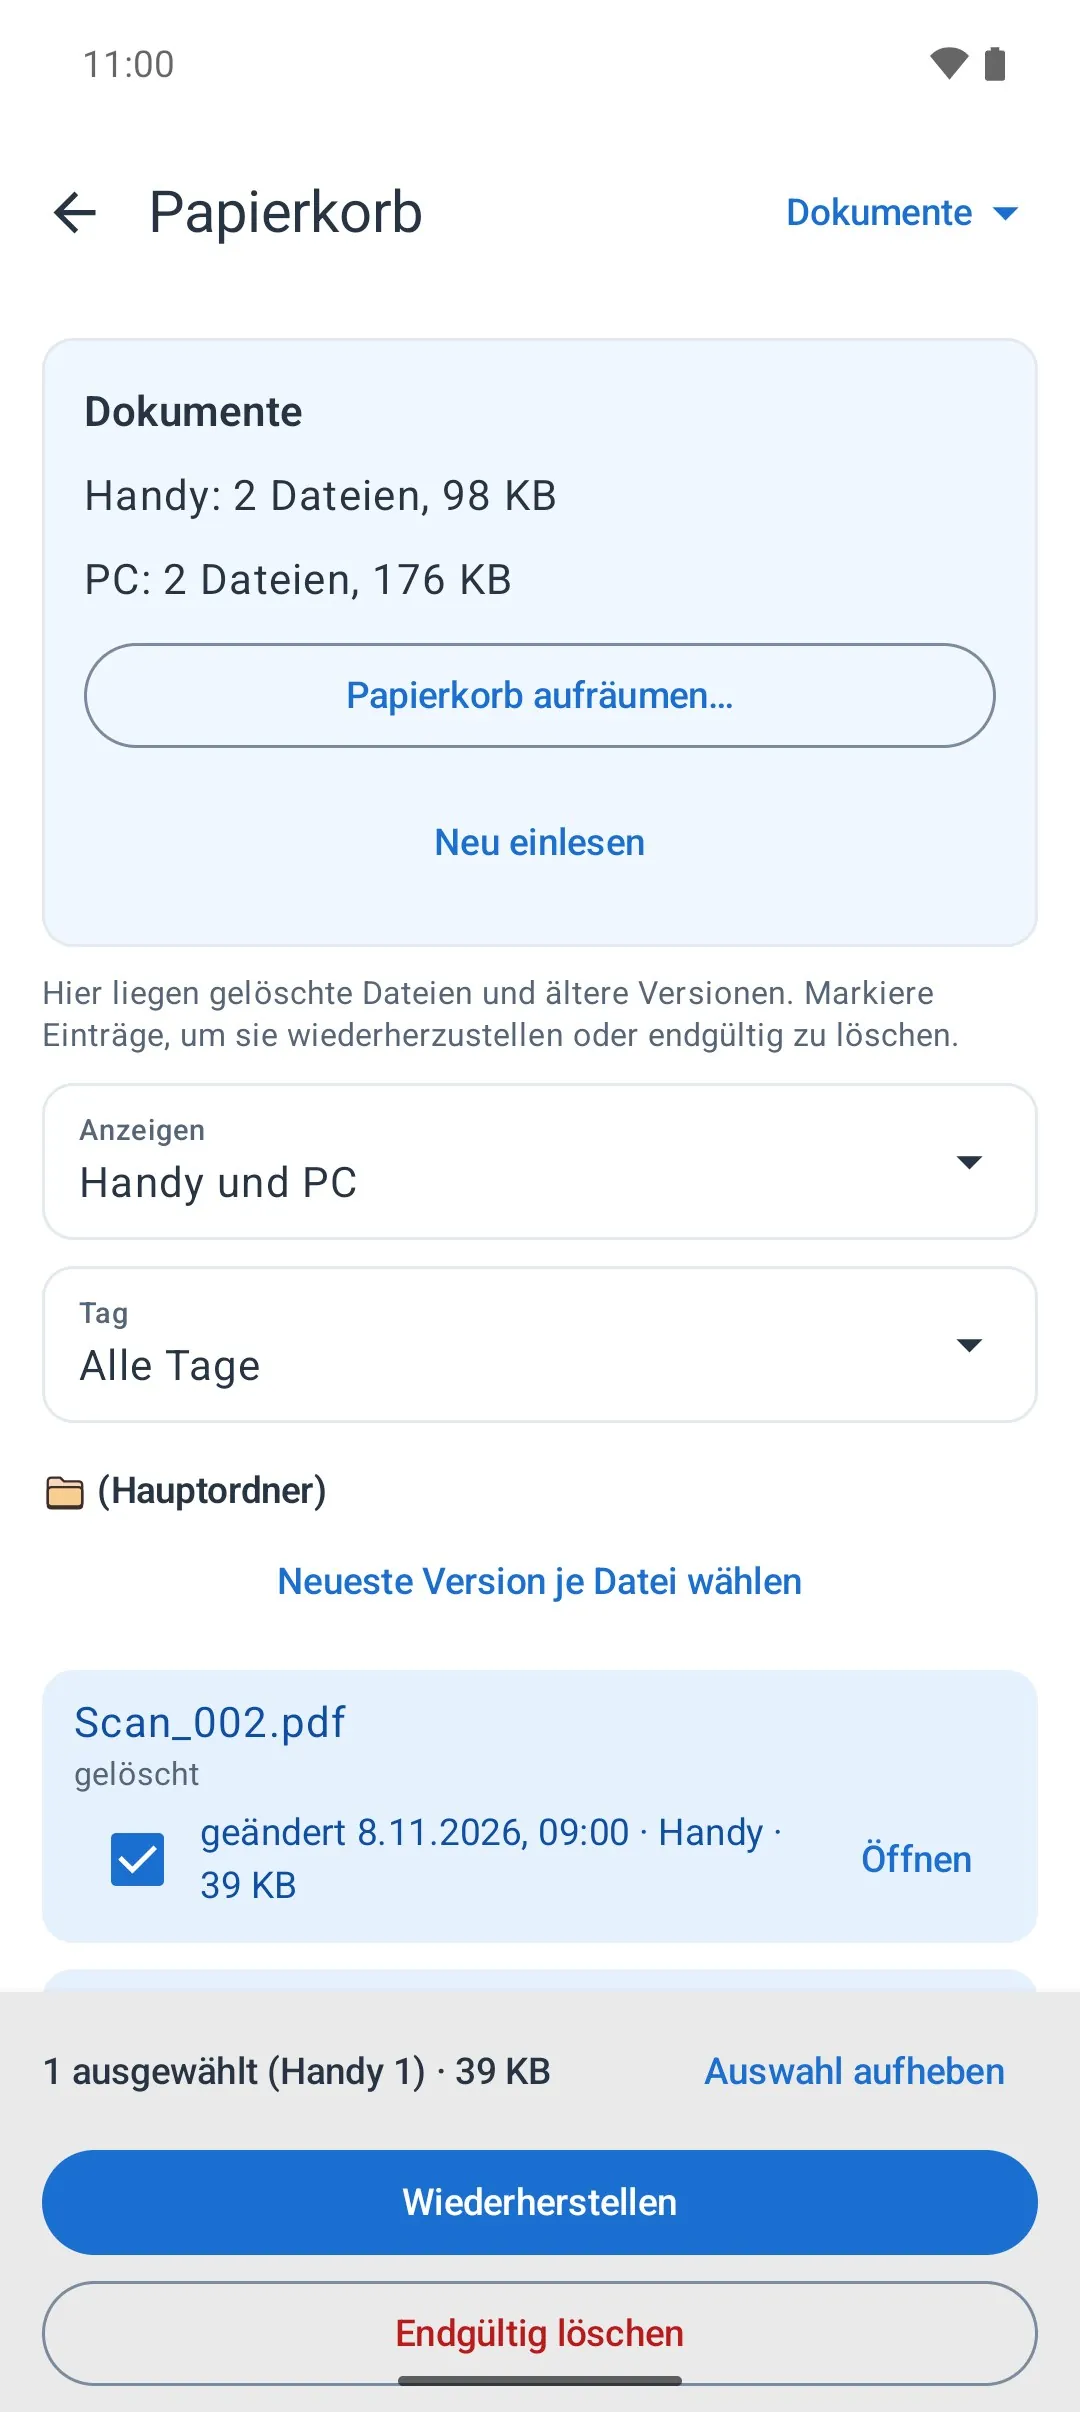 11:00
Papierkorb
Dokumente
Dokumente
Handy: 2 Dateien, 98 KB
PC: 2 Dateien, 176 KB
Papierkorb aufräumen…
Neu einlesen
Hier liegen gelöschte Dateien und ältere Versionen. Markiere
Einträge, um sie wiederherzustellen oder endgültig zu löschen.
Anzeigen
Handy und PC
Tag
Alle Tage
(Hauptordner)
Neueste Version je Datei wählen
Scan_002.pdf
gelöscht
geändert 8.11.2026, 09:00 · Handy ·
39 KB
Öffnen
1 ausgewählt (Handy 1) · 39 KB
Auswahl aufheben
Wiederherstellen
Endgültig löschen